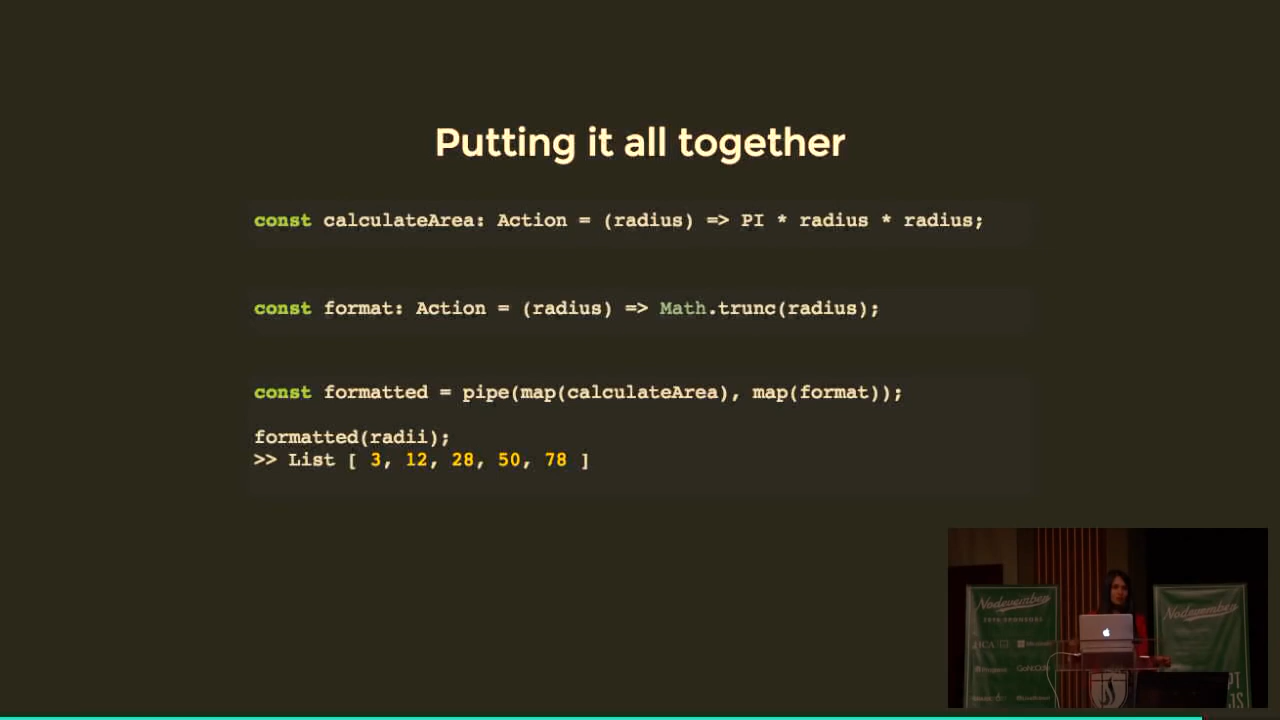 Putting it all together
const calculateArea: Action = (radius) => PI * radius * radius;
const format: Action = (radius) => Math.trunc(radius);
const formatted = pipe(map(calculateArea), map(format));
formatted(radii);
>> List [ 3, 12, 28, 50, 78 ]
Nodevember
Nodevember